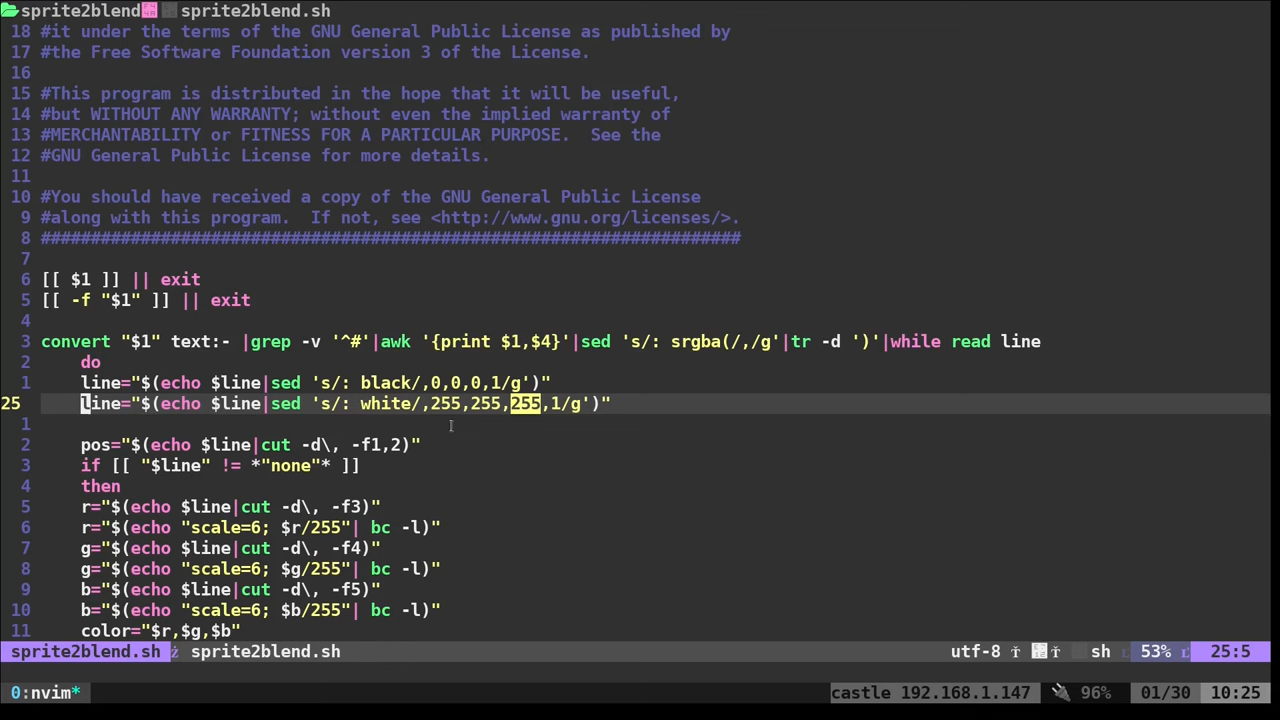 sprite2blend sprite2blend.sh
18 #it under the terms of the GNU General Public License as published by
17 #the Free Software Foundation version 3 of the License.
16
15 #This program is distributed in the hope that it will be useful,
14 #but WITHOUT ANY WARRANTY; without even the implied warranty of
13 #MERCHANTABILITY or FITNESS FOR A PARTICULAR PURPOSE.  See the
12 #GNU General Public License for more details.
11
10 #You should have received a copy of the GNU General Public License
9 #along with this program.  If not, see <http://www.gnu.org/licenses/>.
8 ######################################################################
7
6 [[ $1 ]] || exit
5 [[ -f "$1" ]] || exit
4
3 convert "$1" text:- |grep -v '^#'|awk '{print $1,$4}'|sed 's/: srgba(/,/g'|tr -d ')'|while read line
2     do
1     line="$(echo $line|sed 's/: black/,0,0,0,1/g')"
25     line="$(echo $line|sed 's/: white/,255,255,255,1/g')"
1
2     pos="$(echo $line|cut -d\, -f1,2)"
3     if [[ "$line" != *"none"* ]]
4     then
5     r="$(echo $line|cut -d\, -f3)"
6     r="$(echo "scale=6; $r/255"| bc -l)"
7     g="$(echo $line|cut -d\, -f4)"
8     g="$(echo "scale=6; $g/255"| bc -l)"
9     b="$(echo $line|cut -d\, -f5)"
10     b="$(echo "scale=6; $b/255"| bc -l)"
11     color="$r,$g,$b"
sprite2blend.sh sprite2blend.sh utf-8 sh 53% 25:5
0:nvim* castle 192.168.1.147 96% 01/30 10:25